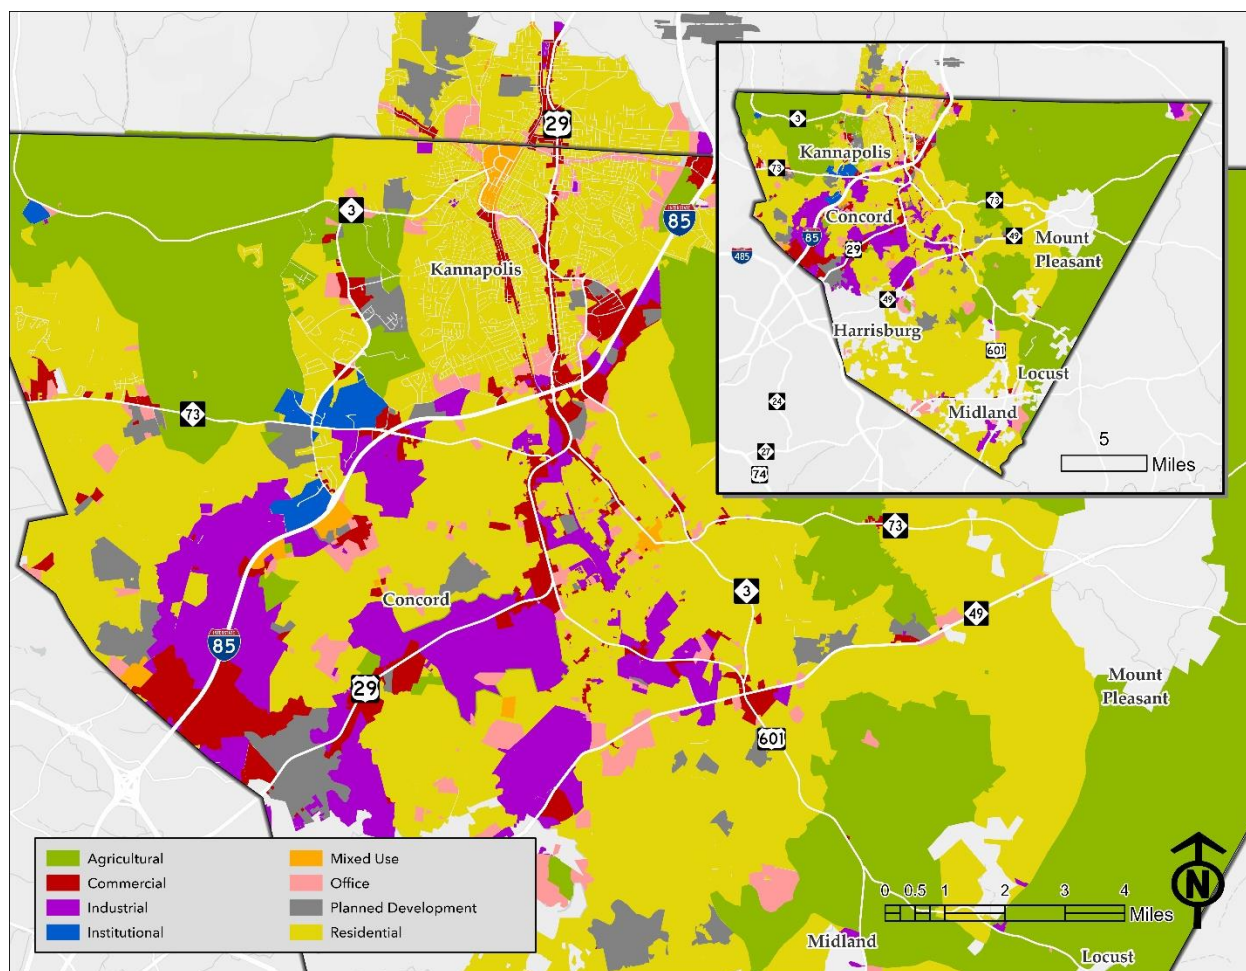 29
INTERSTATE
85
3
Kannapolis
73
Concord
INTERSTATE
85
29
73
3
49
601
Mount
Pleasant
Midland
Locust
3
Kannapolis
73
73
Concord
85
29
49
Mount
Pleasant
485
49
Harrisburg
601
Locust
24
Midland
27
74
5
Miles
Agricultural
Commercial
Industrial
Institutional
Mixed Use
Office
Planned Development
Residential
0 0.5 1 2 3 4
Miles
N